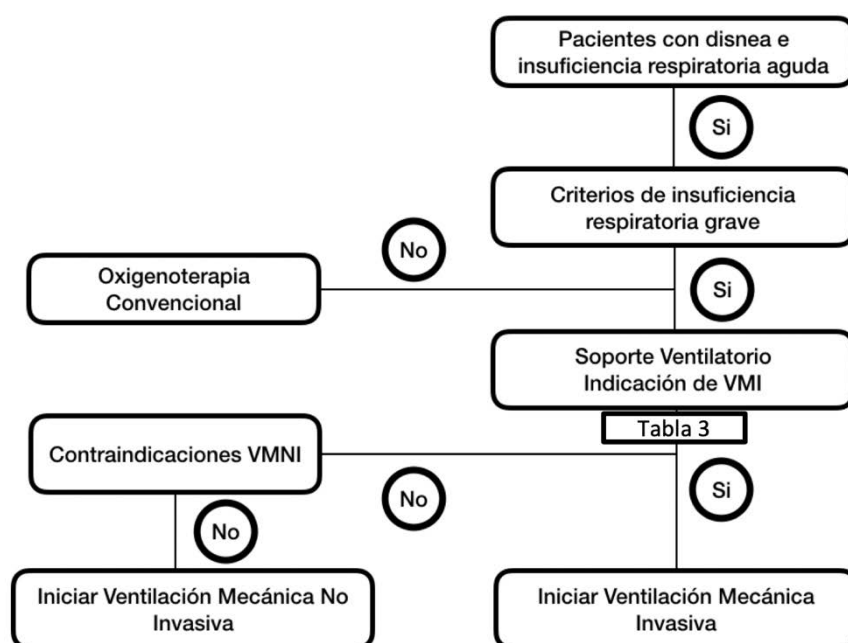 Pacientes con disnea e
insuficiencia respiratoria aguda
Si
Criterios de insuficiencia
respiratoria grave
No
Oxigenoterapia
Convencional
Si
Soporte Ventilatorio
Indicación de VMI
Tabla 3
Contraindicaciones VMNI
No
Si
No
Iniciar Ventilación Mecánica No
Invasiva
Iniciar Ventilación Mecánica
Invasiva